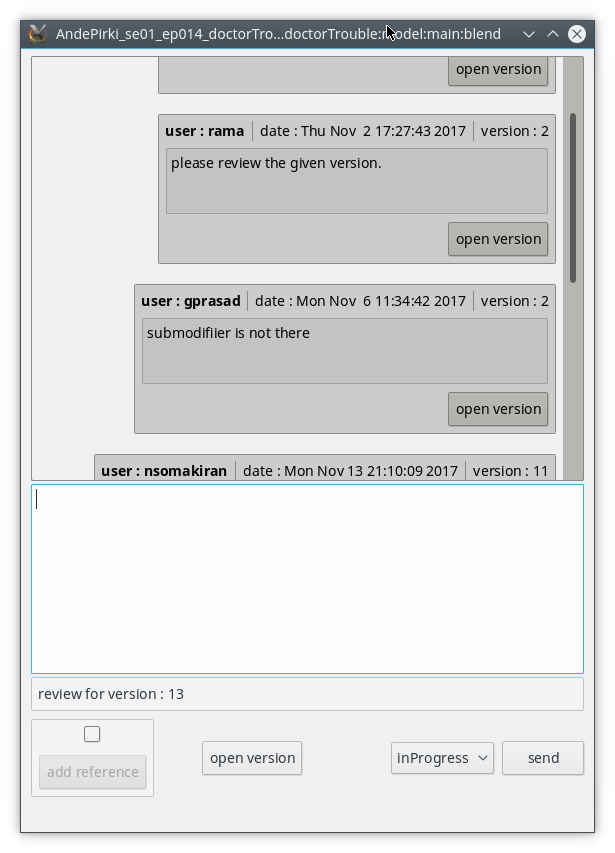 AndePirki_se01_ep014_doctorTro...doctorTrouble:model:main:blend
open version
user : rama date : Thu Nov 2 17:27:43 2017 version : 2
please review the given version.
open version
user : gprasad date : Mon Nov 6 11:34:42 2017 version : 2
submodifiier is not there
open version
user : nsomakiran date : Mon Nov 13 21:10:09 2017 version : 11
review for version : 13
add reference
open version
inProgress
send